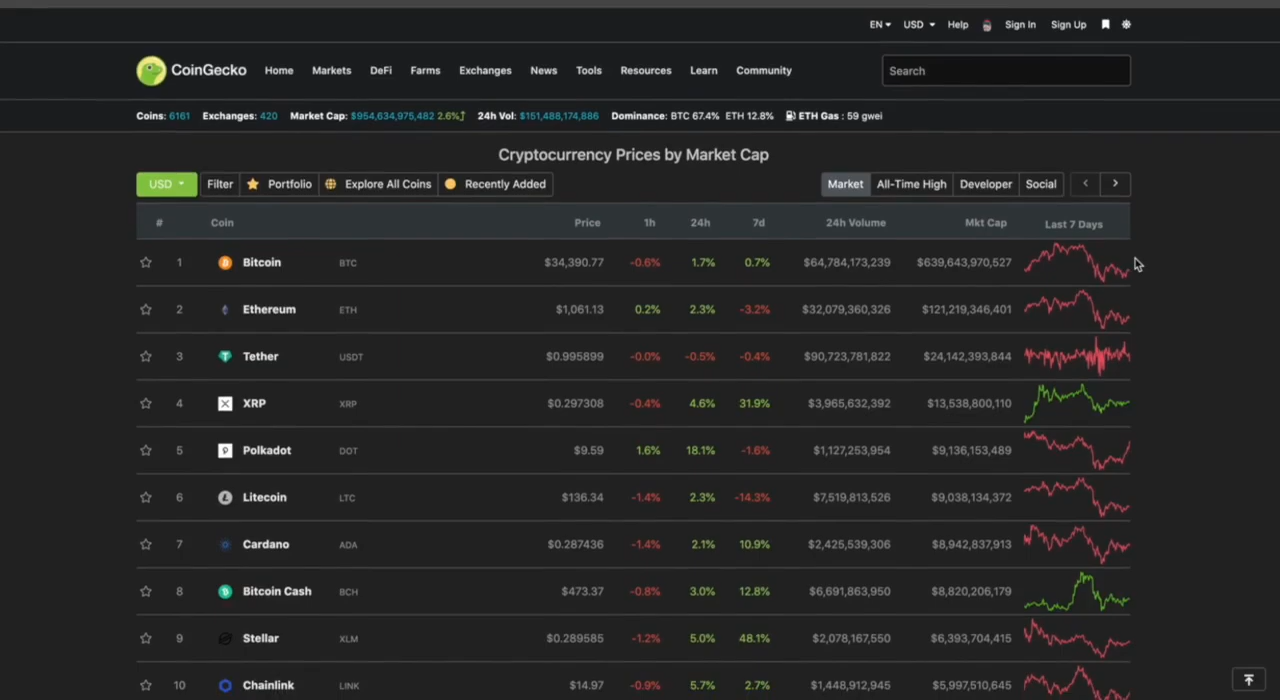 EN USD Help Sign In Sign Up
CoinGecko Home Markets DeFi Farms Exchanges News Tools Resources Learn Community Search
Coins: 6161 Exchanges: 420 Market Cap: $954,634,975,482 2.6% 24h Vol: $151,488,174,886 Dominance: BTC 67.4% ETH 12.8% ETH Gas : 59 gwei
Cryptocurrency Prices by Market Cap
USD Filter Portfolio Explore All Coins Recently Added Market All-Time High Developer Social
# Coin Price 1h 24h 7d 24h Volume Mkt Cap Last 7 Days
1 Bitcoin BTC $34,390.77 -0.6% 1.7% 0.7% $64,784,173,239 $639,643,970,527
2 Ethereum ETH $1,061.13 0.2% 2.3% -3.2% $32,079,360,326 $121,219,346,401
3 Tether USDT $0.995899 -0.0% -0.5% -0.4% $90,723,781,822 $24,142,393,844
4 XRP XRP $0.297308 -0.4% 4.6% 31.9% $3,965,632,392 $13,538,800,110
5 Polkadot DOT $9.59 1.6% 18.1% -1.6% $1,127,253,954 $9,136,153,489
6 Litecoin LTC $136.34 -1.4% 2.3% -14.3% $7,519,813,526 $9,038,134,372
7 Cardano ADA $0.287436 -1.4% 2.1% 10.9% $2,425,539,306 $8,942,837,913
8 Bitcoin Cash BCH $473.37 -0.8% 3.0% 12.8% $6,691,863,950 $8,820,206,179
9 Stellar XLM $0.289585 -1.2% 5.0% 48.1% $2,078,167,550 $6,393,704,415
10 Chainlink LINK $14.97 -0.9% 5.7% 2.7% $1,448,912,945 $5,997,510,645